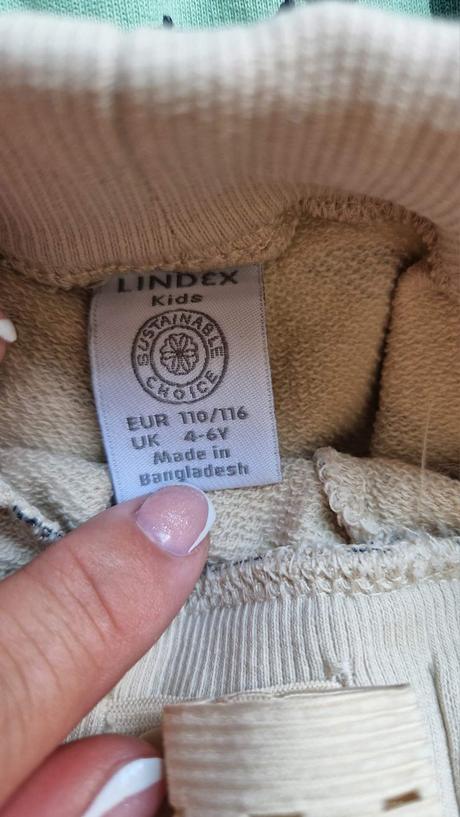 LINDEX
Kids
SUSTAINABLE
CHOICE
EUR 110/116
UK 4-6Y
Made in
Bangladesh